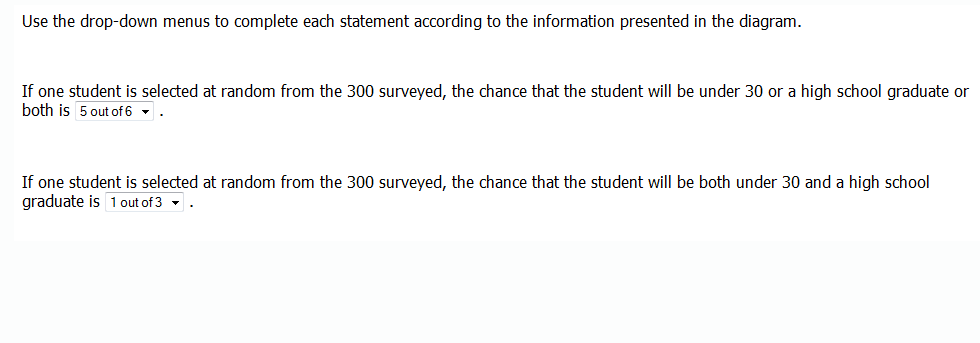 Use the drop-down menus to complete each statement according to the information presented in the diagram.
If one student is selected at random from the 300 surveyed, the chance that the student will be under 30 or a high school graduate or
both is 5 out of 6 .
If one student is selected at random from the 300 surveyed, the chance that the student will be both under 30 and a high school
graduate is 1 out of 3 .